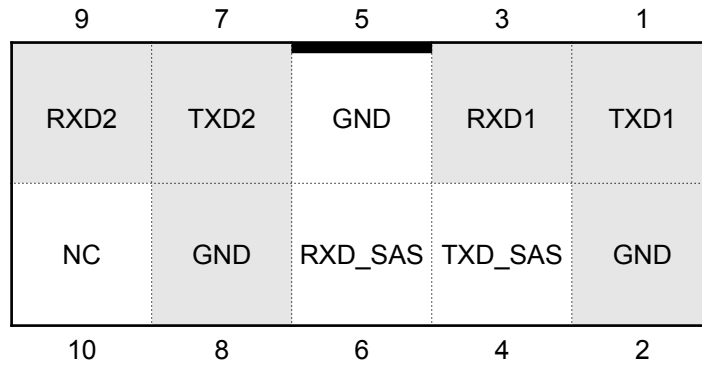 9 7 5 3 1
RXD2 TXD2 GND RXD1 TXD1
NC GND RXD_SAS TXD_SAS GND
10 8 6 4 2